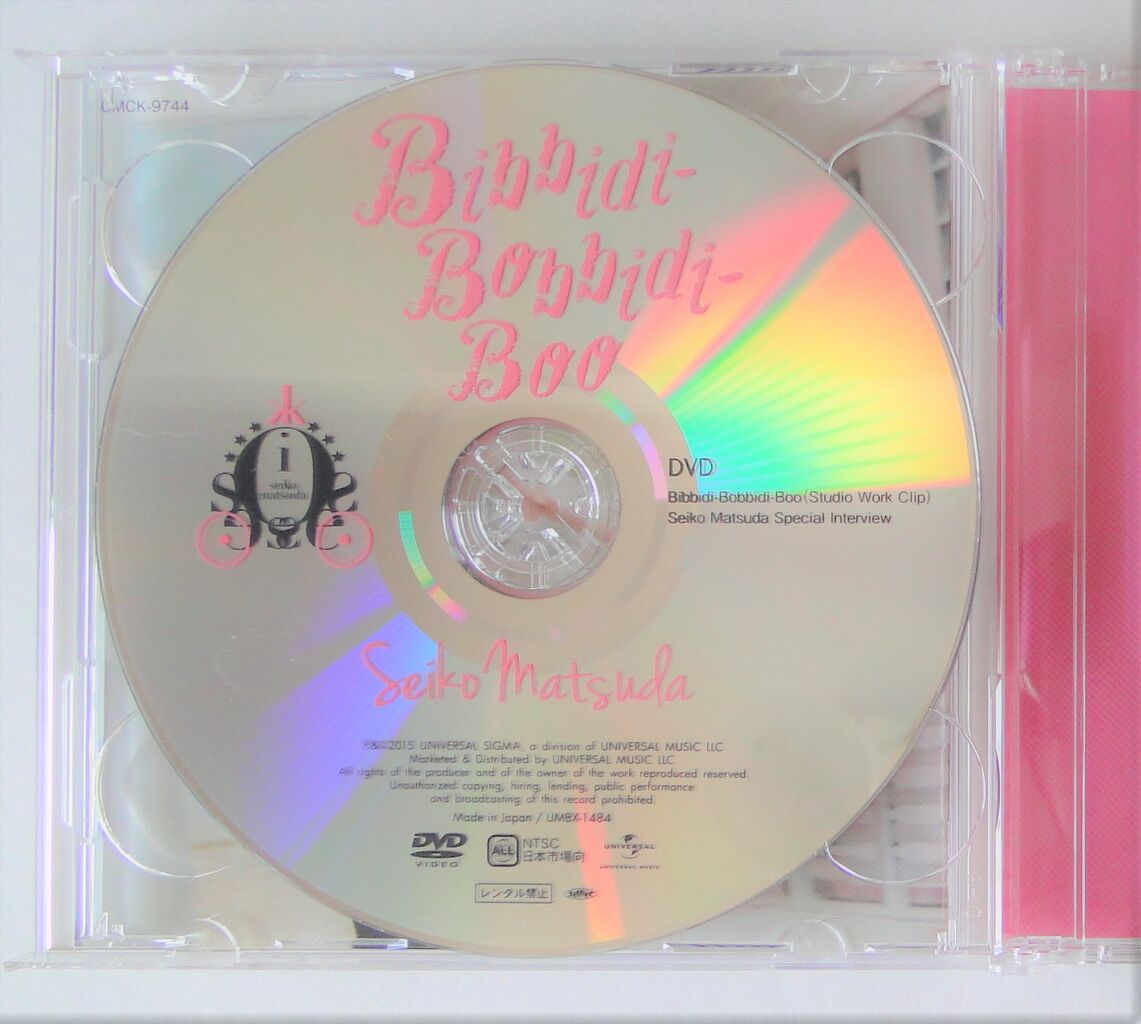 UMCK-9744
Bibbidi-
Bobbidi-
Boo
i
seiko
matsuda
DVD
Bibbidi-Bobbidi-Boo(Studio Work Clip)
Seiko Matsuda Special Interview
Seiko Matsuda
℗&©2015 UNIVERSAL SIGMA, a division of UNIVERSAL MUSIC LLC
Marketed & Distributed by UNIVERSAL MUSIC LLC
All rights of the producer and of the owner of the work reproduced reserved.
Unauthorized copying, hiring, lending, public performance
and broadcasting of this record prohibited.
Made in Japan / UMBX-1484
DVD
VIDEO
ALL
NTSC
日本市場向
UNIVERSAL
UNIVERSAL MUSIC
レンタル禁止